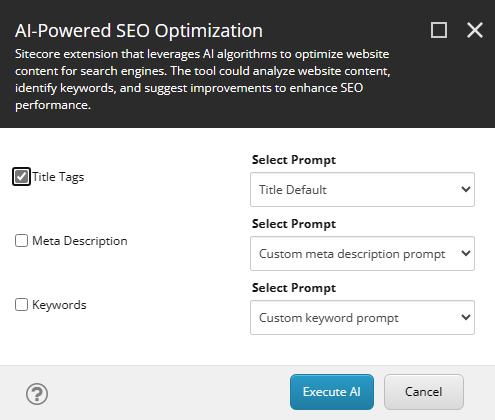 AI-Powered SEO Optimization
Sitecore extension that leverages AI algorithms to optimize website
content for search engines. The tool could analyze website content,
identify keywords, and suggest improvements to enhance SEO
performance.
Select Prompt
Title Tags
Title Default
Select Prompt
Meta Description
Custom meta description prompt
Select Prompt
Keywords
Custom keyword prompt
?
Execute AI
Cancel